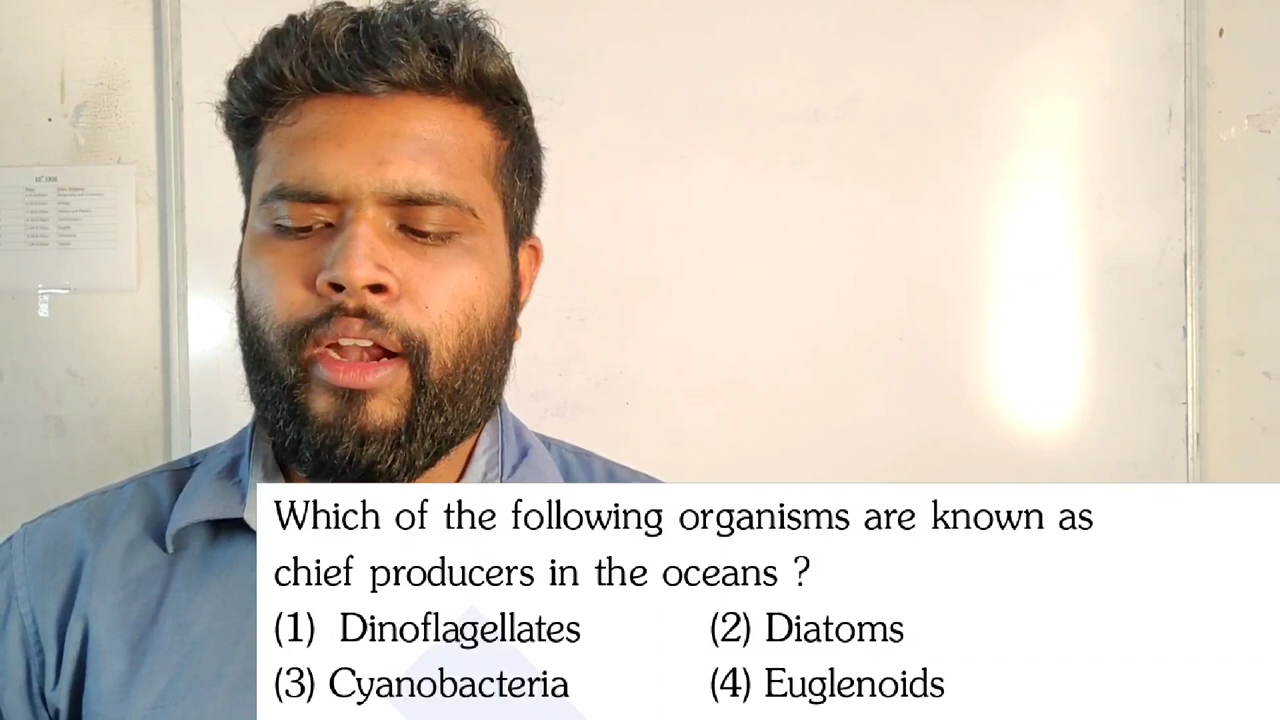 Which of the following organisms are known as
chief producers in the oceans ?
(1) Dinoflagellates (2) Diatoms
(3) Cyanobacteria (4) Euglenoids